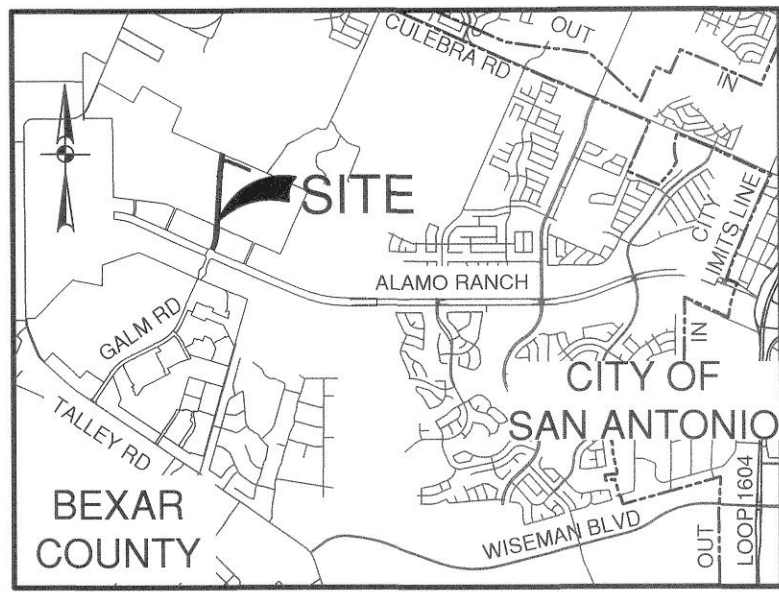 CULEBRA RD
OUT
IN
SITE
CITY
LIMITS LINE
ALAMO RANCH
IN
GALM RD
CITY OF
SAN ANTONIO
TALLEY RD
BEXAR
COUNTY
WISEMAN BLVD
OUT
LOOP 1604